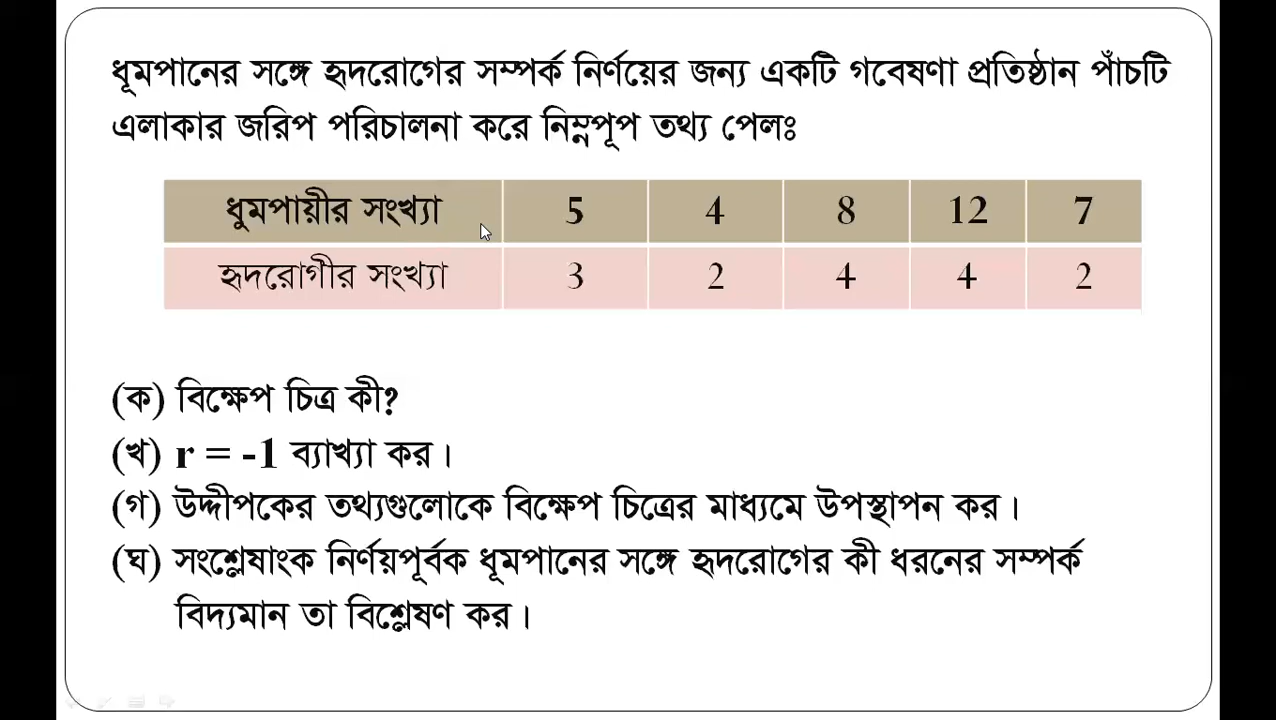 ধূমপানের সঙ্গে হৃদরোগের সম্পর্ক নির্ণয়ের জন্য একটি গবেষণা প্রতিষ্ঠান পাঁচটি
এলাকার জরিপ পরিচালনা করে নিম্নপূপ তথ্য পেলঃ
ধুমপায়ীর সংখ্যা 5 4 8 12 7
হৃদরোগীর সংখ্যা 3 2 4 4 2
(ক) বিক্ষেপ চিত্র কী?
(খ) r = -1 ব্যাখ্যা কর।
(গ) উদ্দীপকের তথ্যগুলোকে বিক্ষেপ চিত্রের মাধ্যমে উপস্থাপন কর।
(ঘ) সংশ্লেষাংক নির্ণয়পূর্বক ধূমপানের সঙ্গে হৃদরোগের কী ধরনের সম্পর্ক
বিদ্যমান তা বিশ্লেষণ কর।